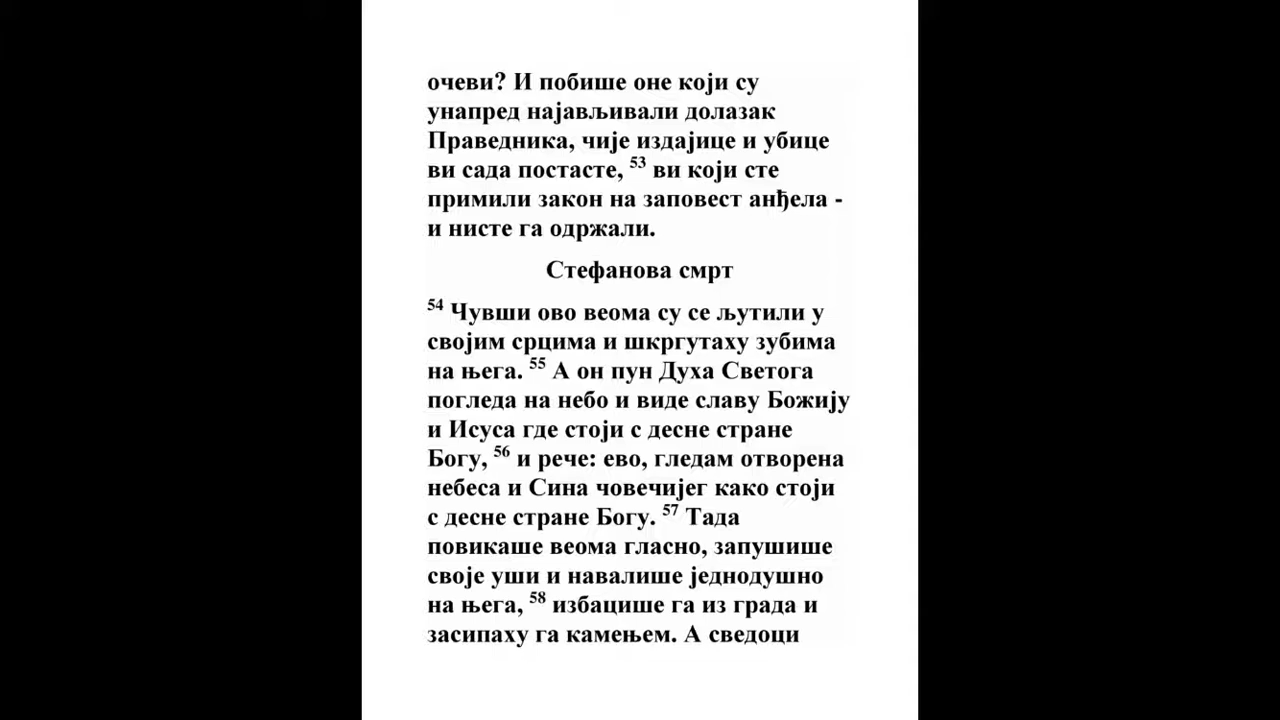 очеви? И побише оне који су
унапред најављивали долазак
Праведника, чије издајице и убице
ви сада постасте, 53 ви који сте
примили закон на заповест анђела -
и нисте га одржали.
Стефанова смрт
54 Чувши ово веома су се љутили у
својим срцима и шкргутаху зубима
на њега. 55 А он пун Духа Светога
погледа на небо и виде славу Божију
и Исуса где стоји с десне стране
Богу, 56 и рече: ево, гледам отворена
небеса и Сина човечијег како стоји
с десне стране Богу. 57 Тада
повикаше веома гласно, запушише
своје уши и навалише једнодушно
на њега, 58 избацише га из града и
засипаху га камењем. А сведоци